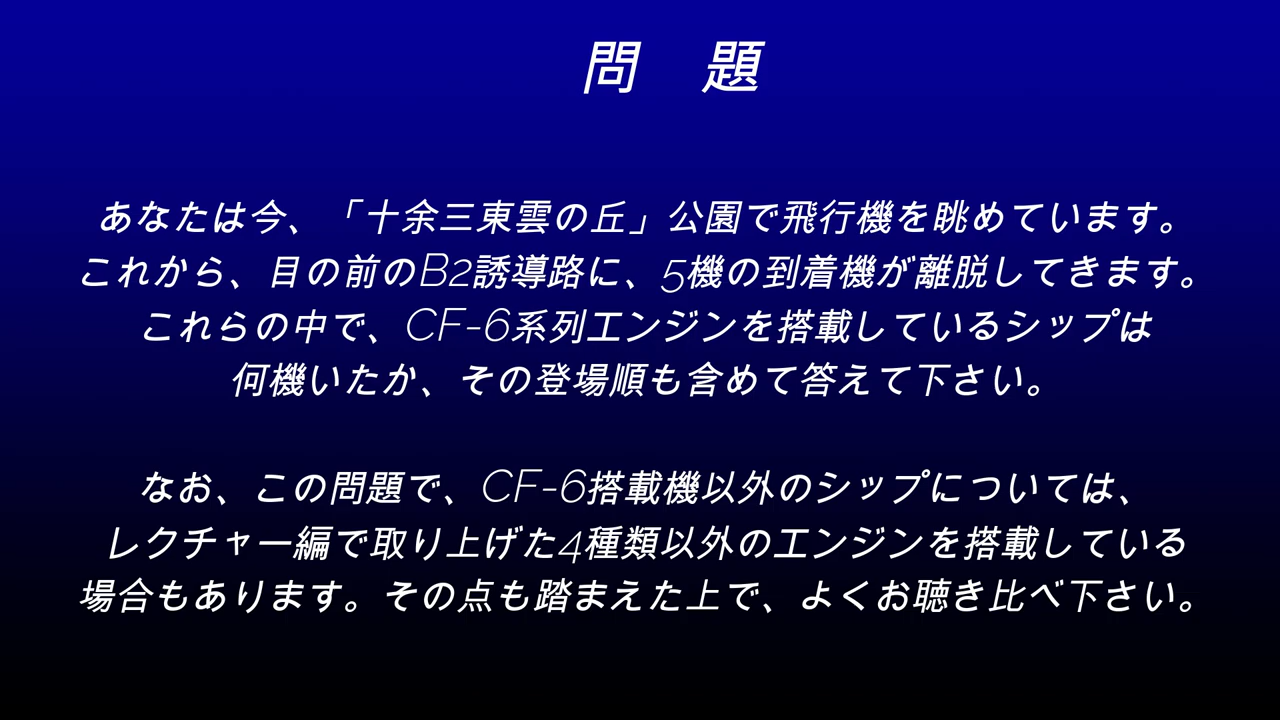 問　題
あなたは今、「十余三東雲の丘」公園で飛行機を眺めています。
これから、目の前のB2誘導路に、5機の到着機が離脱してきます。
これらの中で、CF-6系列エンジンを搭載しているシップは
何機いたか、その登場順も含めて答えて下さい。
なお、この問題で、CF-6搭載機以外のシップについては、
レクチャー編で取り上げた4種類以外のエンジンを搭載している
場合もあります。その点も踏まえた上で、よくお聴き比べ下さい。